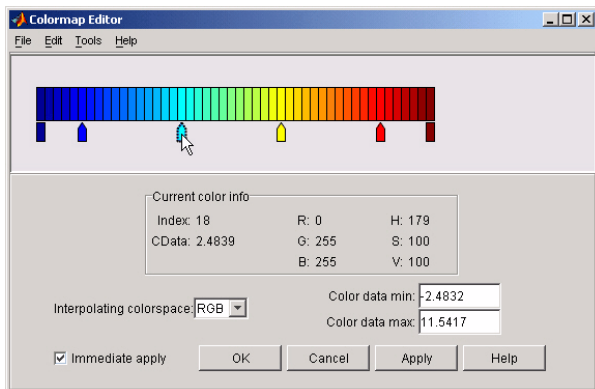 Colormap Editor
File Edit Tools Help
Current color info
Index: 18 R: 0 H: 179
CData: 2.4839 G: 255 S: 100
B: 255 V: 100
Interpolating colorspace: RGB
Color data min: -2.4832
Color data max: 11.5417
Immediate apply OK Cancel Apply Help